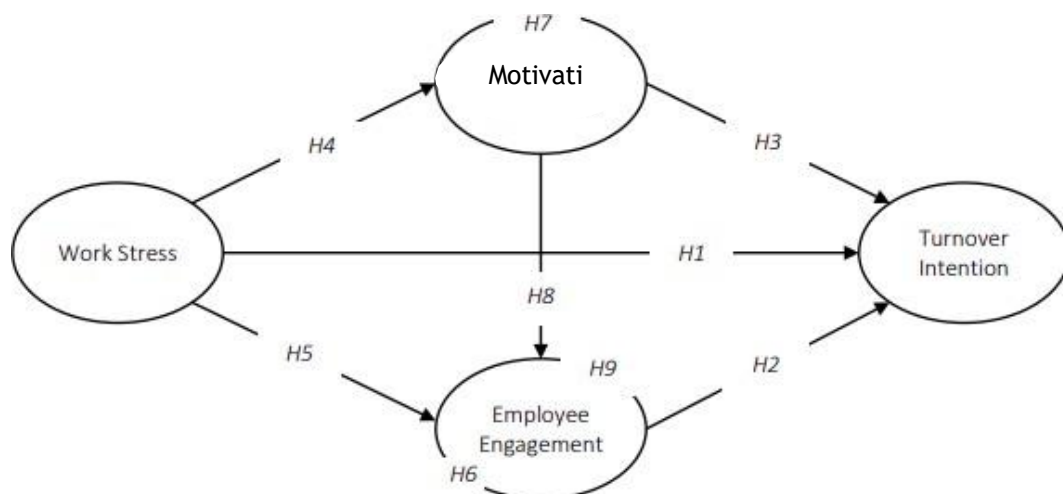 H7
Motivati
H4
H3
Work Stress
H1
Turnover
Intention
H8
H5
H9
H2
Employee
Engagement
H6